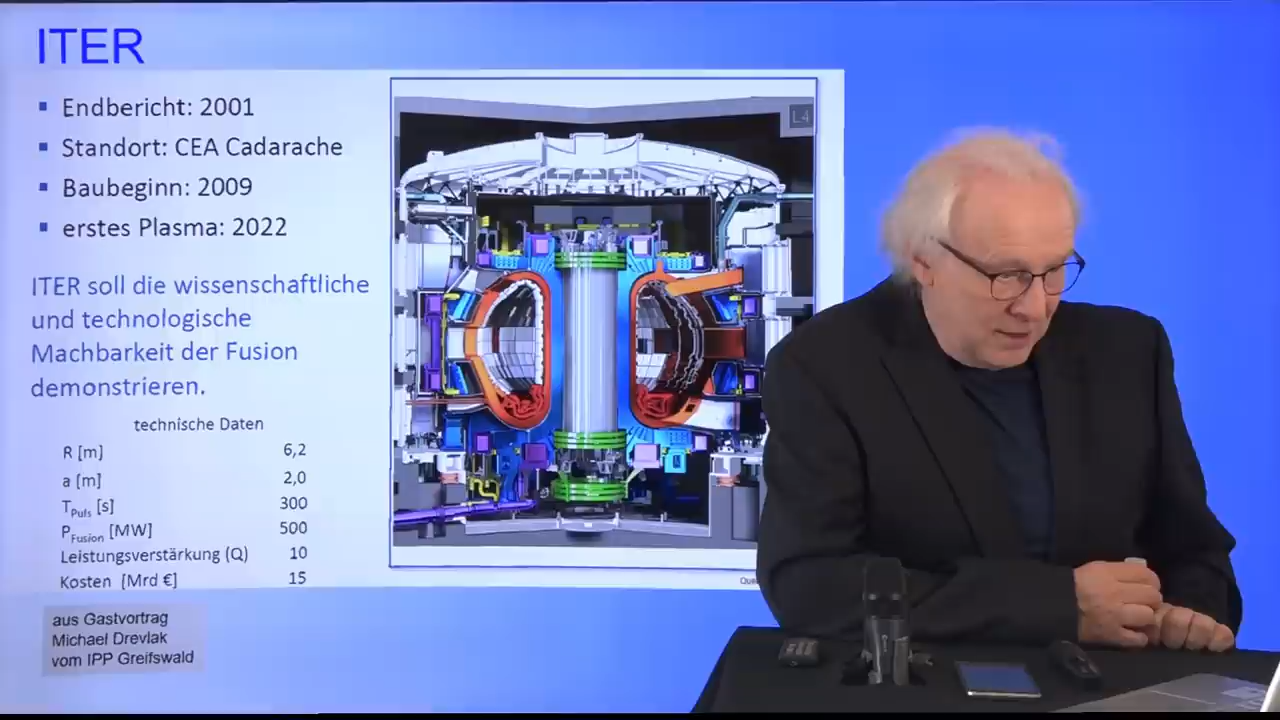 ITER
Endbericht: 2001
Standort: CEA Cadarache
Baubeginn: 2009
erstes Plasma: 2022
ITER soll die wissenschaftliche
und technologische
Machbarkeit der Fusion
demonstrieren.
technische Daten
R [m] 6,2
a [m] 2,0
TPuls [s] 300
PFusion [MW] 500
Leistungsverstärkung (Q) 10
Kosten [Mrd €] 15
aus Gastvortrag
Michael Drevlak
vom IPP Greifswald
L4